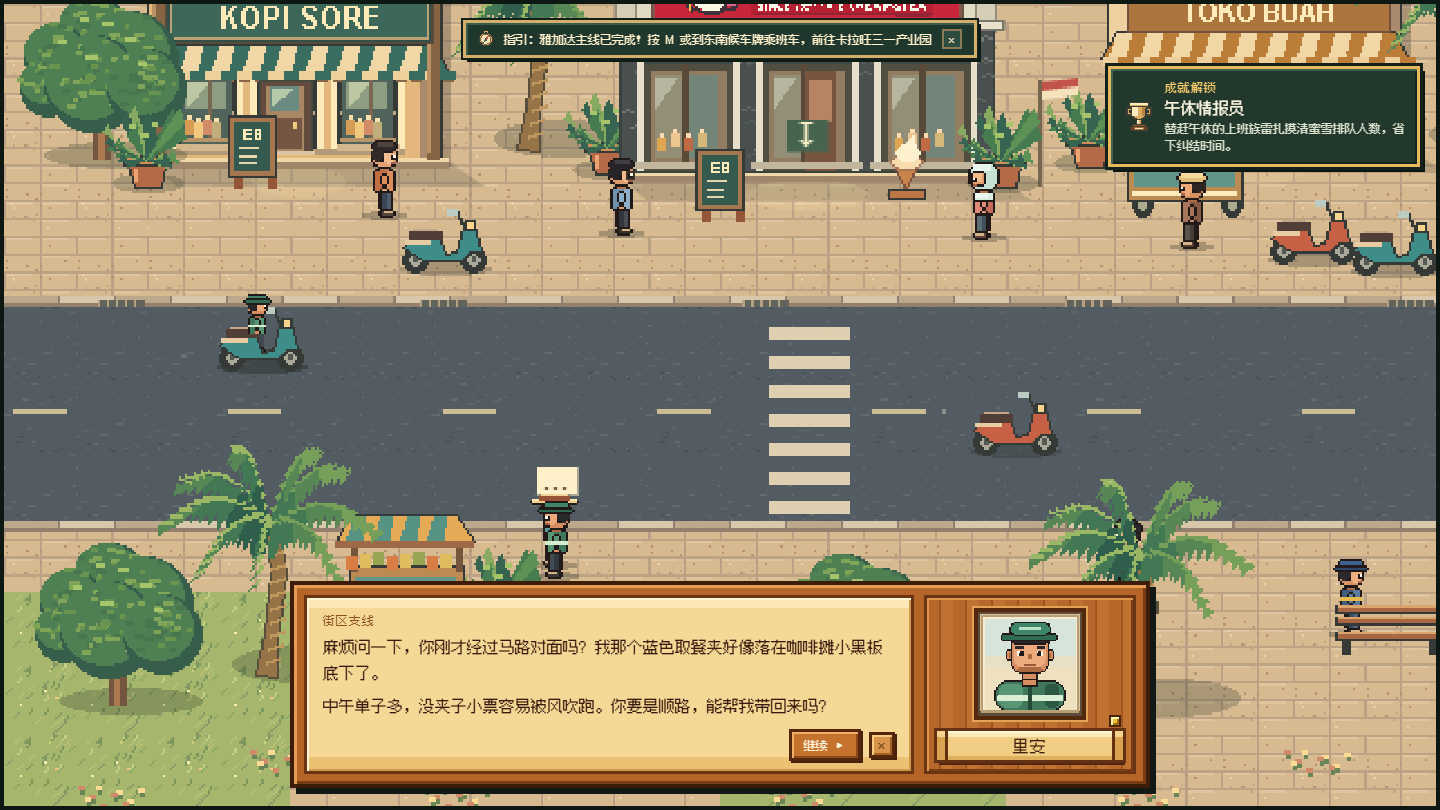 KOPI SORE
TOKO BUAH
指引：雅加达主线已完成！按 M 或到东南候车牌乘班车，前往卡拉旺三一产业园
成就解锁
午休情报员
替赶午休的上班族雷扎摸清蜜雪排队人数，省
下纠结时间。
街区支线
麻烦问一下，你刚才经过马路对面吗？我那个蓝色取餐夹好像落在咖啡摊小黑板
底下了。
中午单子多，没夹子小票容易被风吹跑。你要是顺路，能帮我带回来吗？
继续
里安